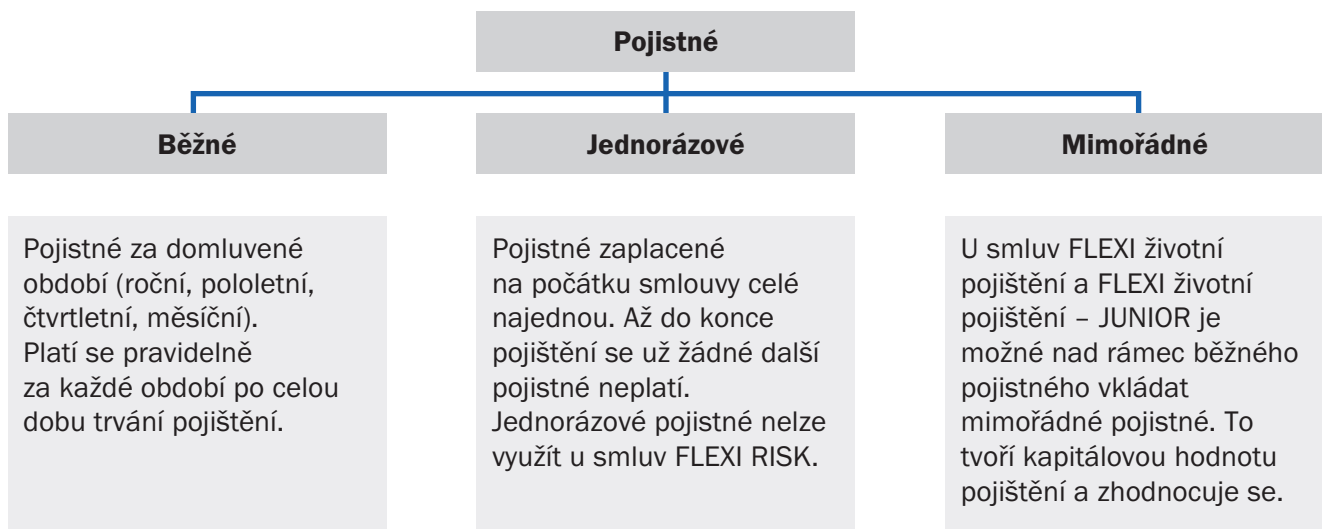 Pojistné
Běžné
Jednorázové
Mimořádné
Pojistné za domluvené
období (roční, pololetní,
čtvrtletní, měsíční).
Platí se pravidelně
za každé období po celou
dobu trvání pojištění.
Pojistné zaplacené
na počátku smlouvy celé
najednou. Až do konce
pojištění se už žádné další
pojistné neplatí.
Jednorázové pojistné nelze
využít u smluv FLEXI RISK.
U smluv FLEXI životní
pojištění a FLEXI životní
pojištění – JUNIOR je
možné nad rámec běžného
pojistného vkládat
mimořádné pojistné. To
tvoří kapitálovou hodnotu
pojištění a zhodnocuje se.